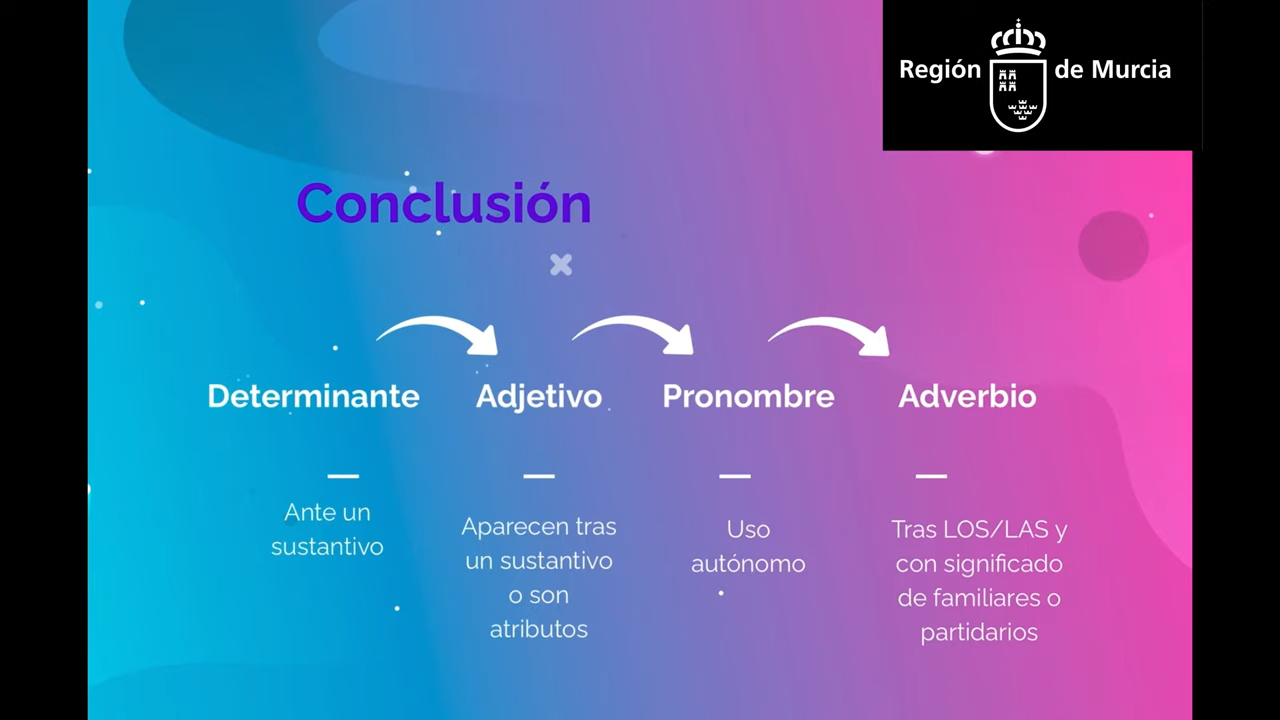 Región de Murcia
Conclusión
Determinante
Adjetivo
Pronombre
Adverbio
Ante un
sustantivo
Aparecen tras
un sustantivo
o son
atributos
Uso
autónomo
Tras LOS/LAS y
con significado
de familiares o
partidarios